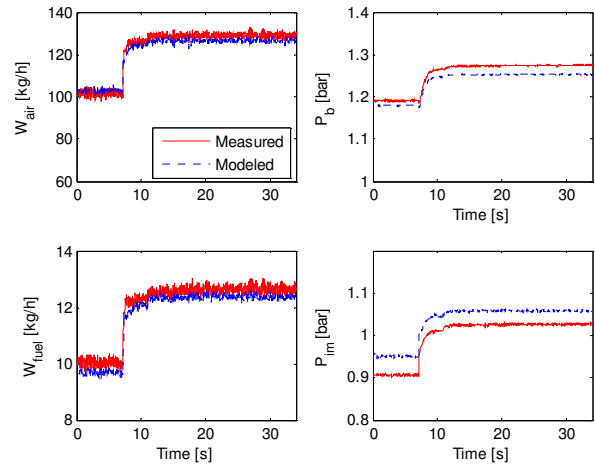 140
120
100
80
60
0 10 20 30
W_air [kg/h]
Measured
Modeled
1.4
1.3
1.2
1.1
1
0 10 20 30
P_b [bar]
Time [s]
14
12
10
8
0 10 20 30
W_fuel [kg/h]
Time [s]
1.2
1.1
1
0.9
0.8
0 10 20 30
P_im [bar]
Time [s]